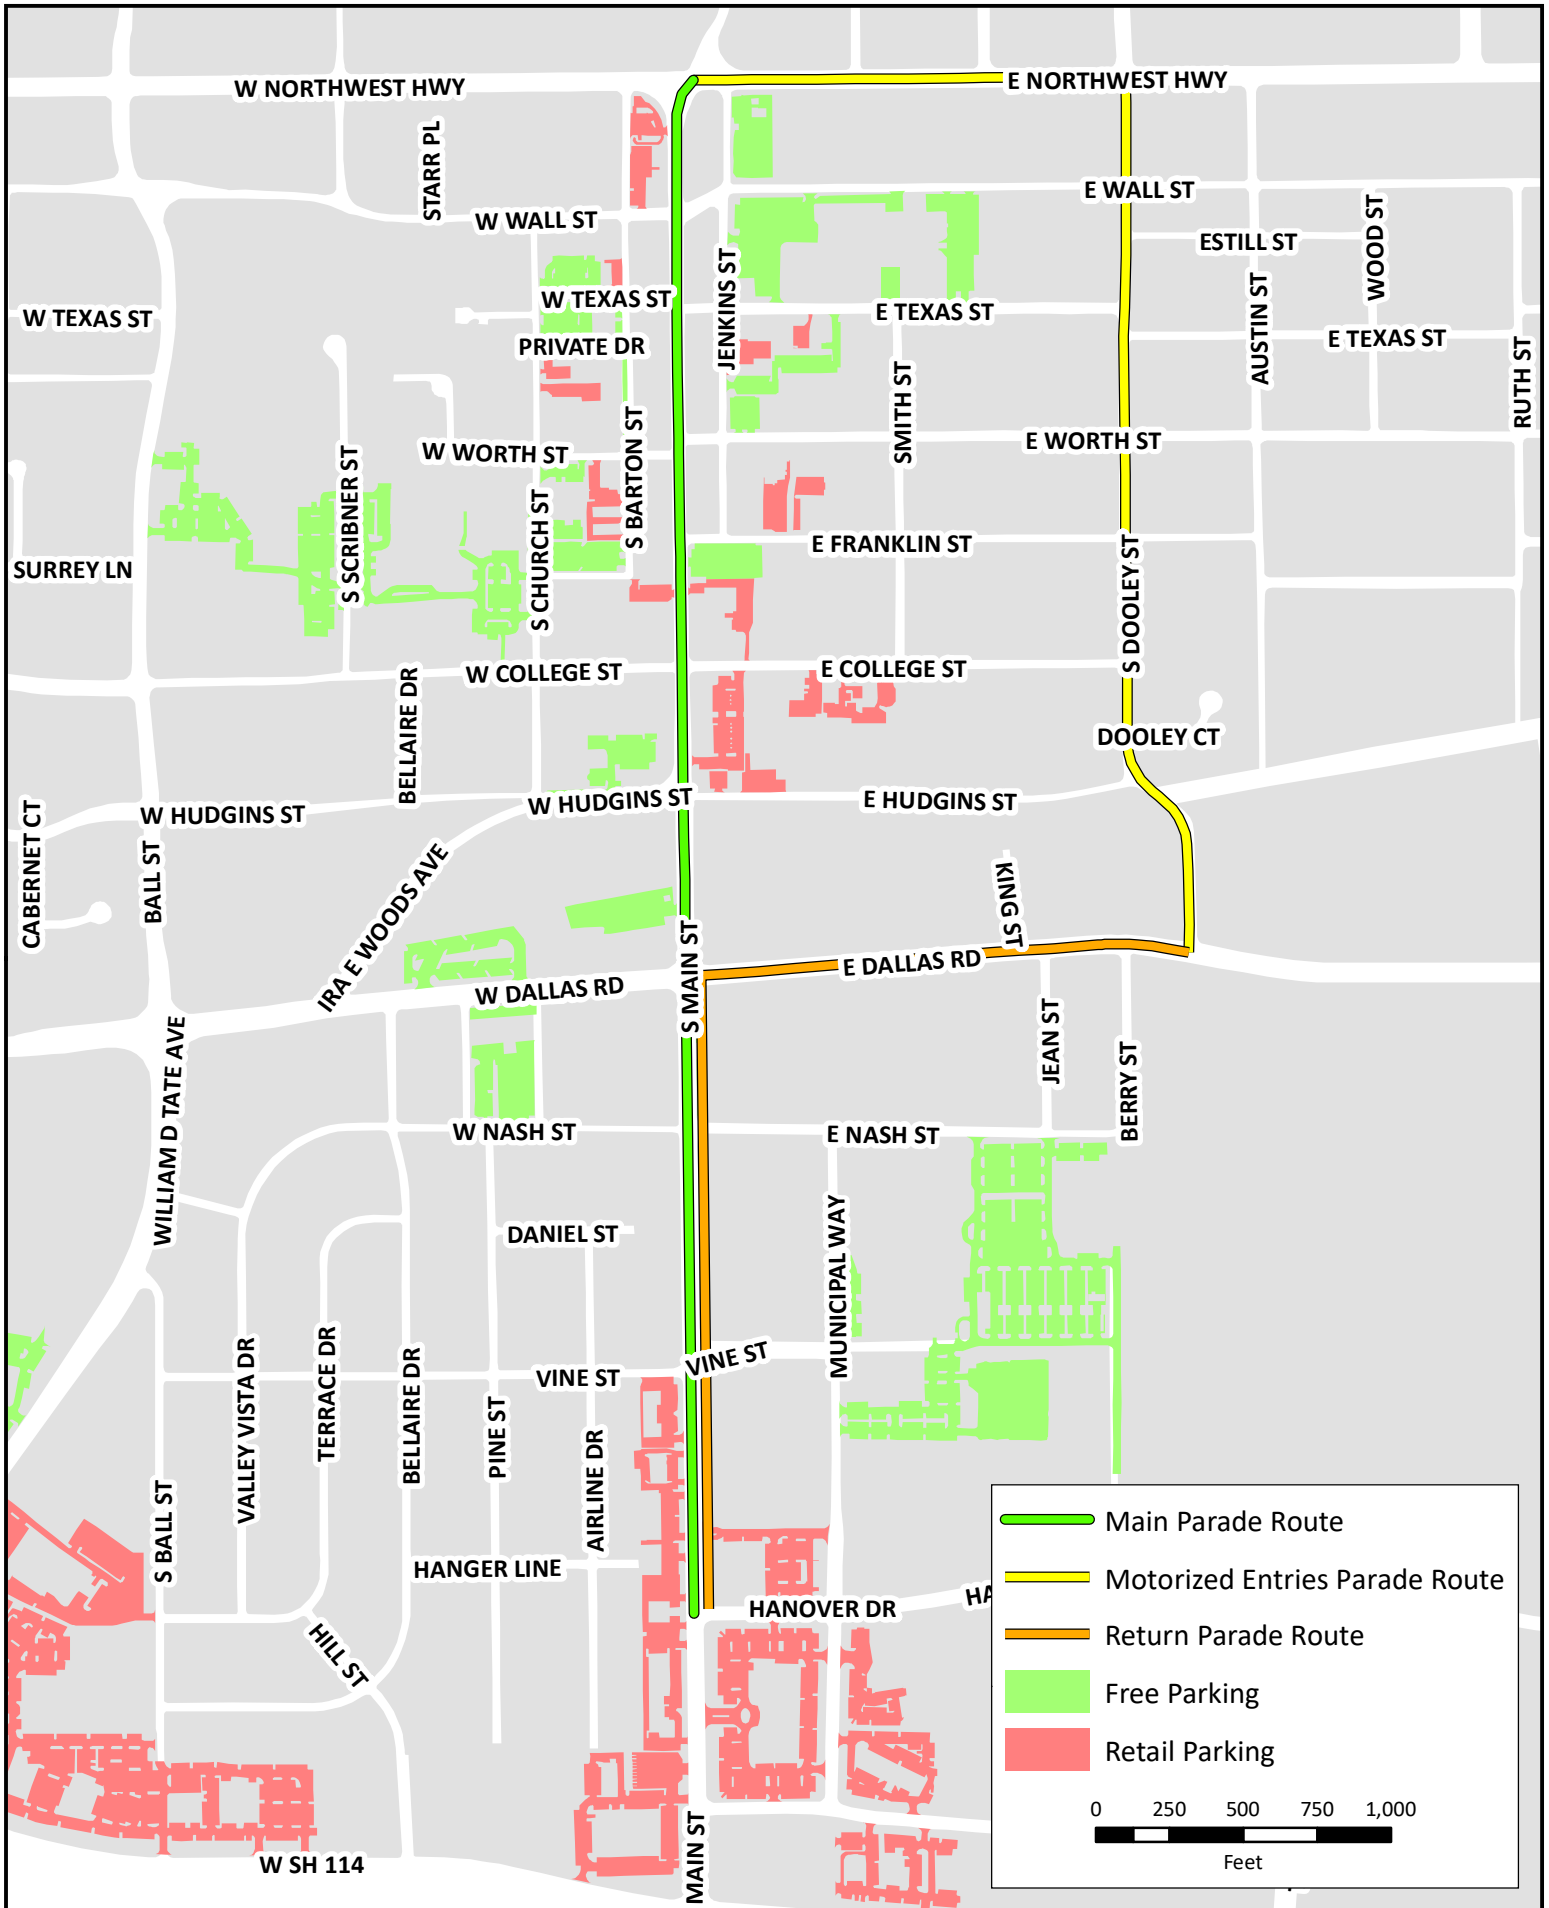 W NORTHWEST HWY
E NORTHWEST HWY
STARR PL
E WALL ST
W WALL ST
ESTILL ST
WOOD ST
JENKINS ST
W TEXAS ST
W TEXAS ST
E TEXAS ST
AUSTIN ST
E TEXAS ST
RUTH ST
PRIVATE DR
SMITH ST
S BARTON ST
W WORTH ST
E WORTH ST
S SCRIBNER ST
S CHURCH ST
E FRANKLIN ST
SURREY LN
S DOOLEY ST
W COLLEGE ST
E COLLEGE ST
BELLAIRE DR
DOOLEY CT
W HUDGINS ST
W HUDGINS ST
E HUDGINS ST
CABERNET CT
BALL ST
IRA E WOODS AVE
KING ST
S MAIN ST
E DALLAS RD
W DALLAS RD
WILLIAM D TATE AVE
JEAN ST
BERRY ST
W NASH ST
E NASH ST
DANIEL ST
MUNICIPAL WAY
VALLEY VISTA DR
TERRACE DR
BELLAIRE DR
VINE ST
VINE ST
PINE ST
AIRLINE DR
S BALL ST
HANGER LINE
HANOVER DR
HA
HILL ST
MAIN ST
W SH 114
Main Parade Route
Motorized Entries Parade Route
Return Parade Route
Free Parking
Retail Parking
0 250 500 750 1,000
Feet